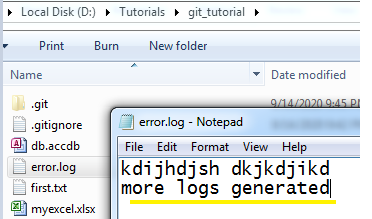 Local Disk (D:) ▸ Tutorials ▸ git_tutorial
Print Burn New folder
Name Date modified
.git 9/14/2020 9:45 PM
.gitignore
db.accdb
error.log
first.txt
myexcel.xlsx
error.log - Notepad
File Edit Format View Help
kdijhdjsh dkjkdjikd
more logs generated